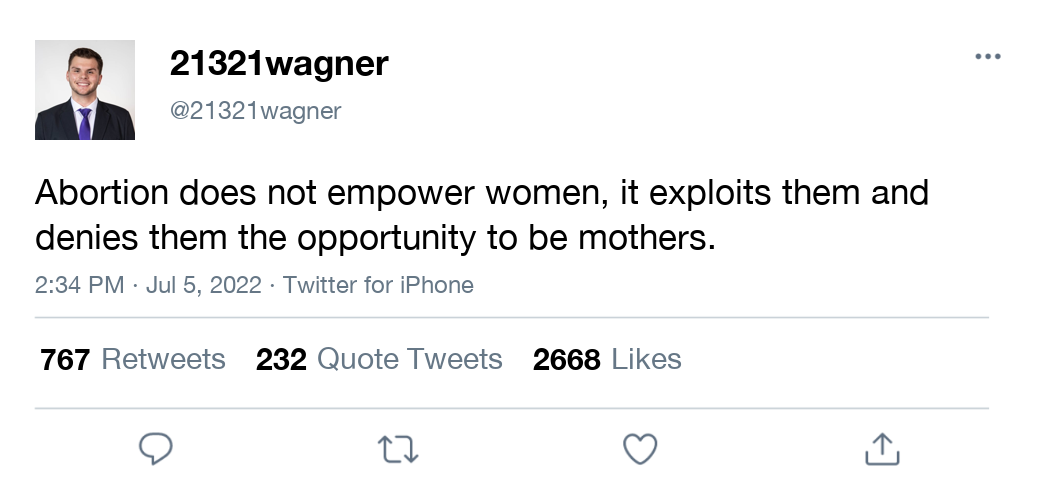 21321wagner
@21321wagner
Abortion does not empower women, it exploits them and
denies them the opportunity to be mothers.
2:34 PM · Jul 5, 2022 · Twitter for iPhone
767 Retweets 232 Quote Tweets 2668 Likes